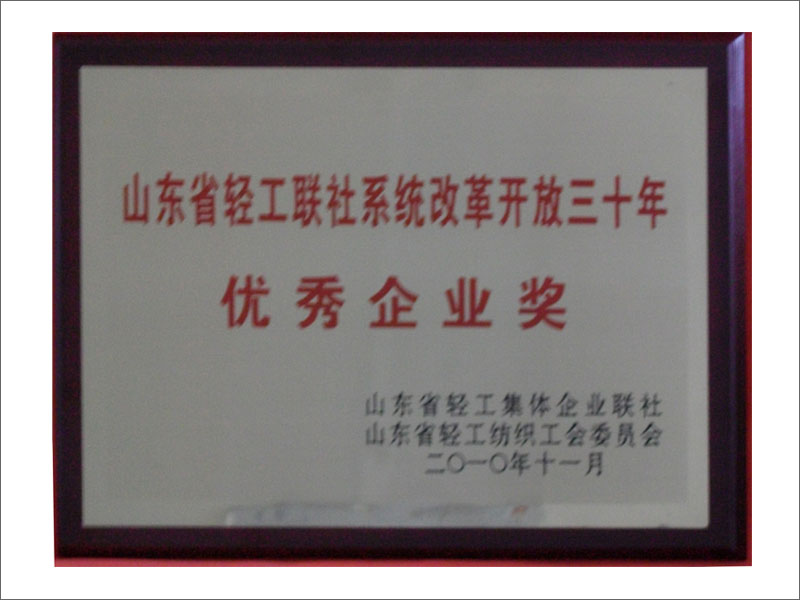 山东省轻工联社系统改革开放三十年
优秀企业奖
山东省轻工集体企业联社
山东省轻工纺织工会委员会
二〇一〇年十一月